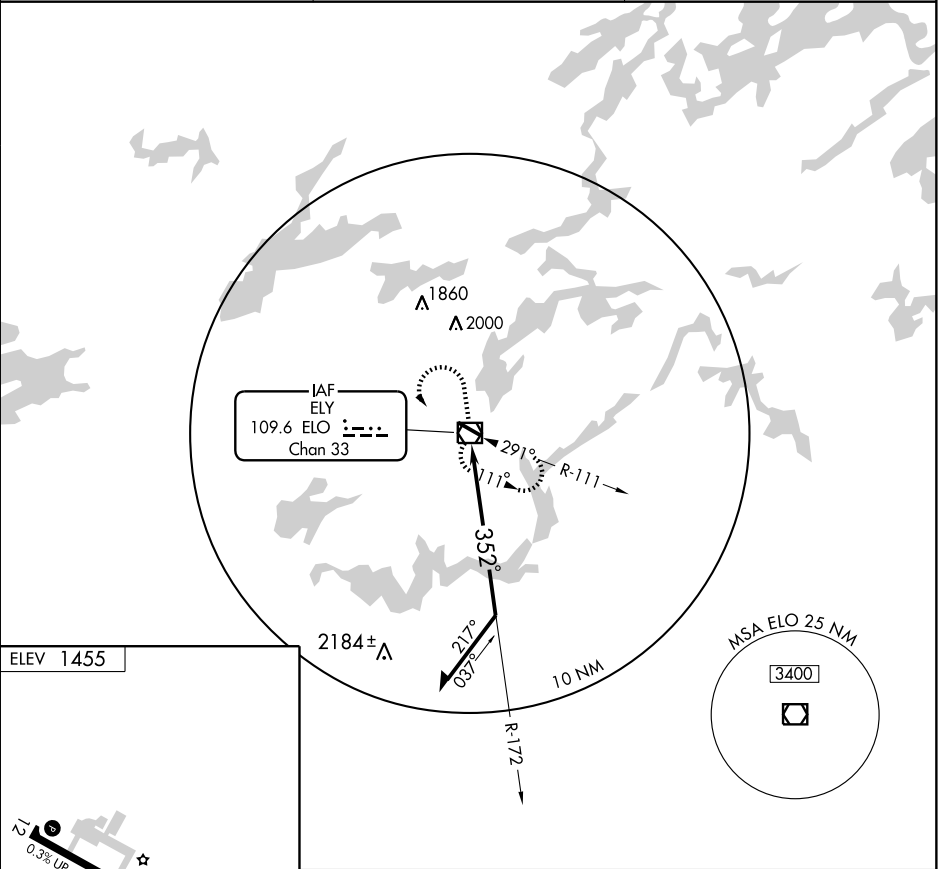 1860
2000
IAF
ELY
109.6 ELO
Chan 33
291°
R-111
111°
352°
2184±
217°
037°
10 NM
R-172
MSA ELO 25 NM
3400
ELEV 1455
12
P
0.3% UP